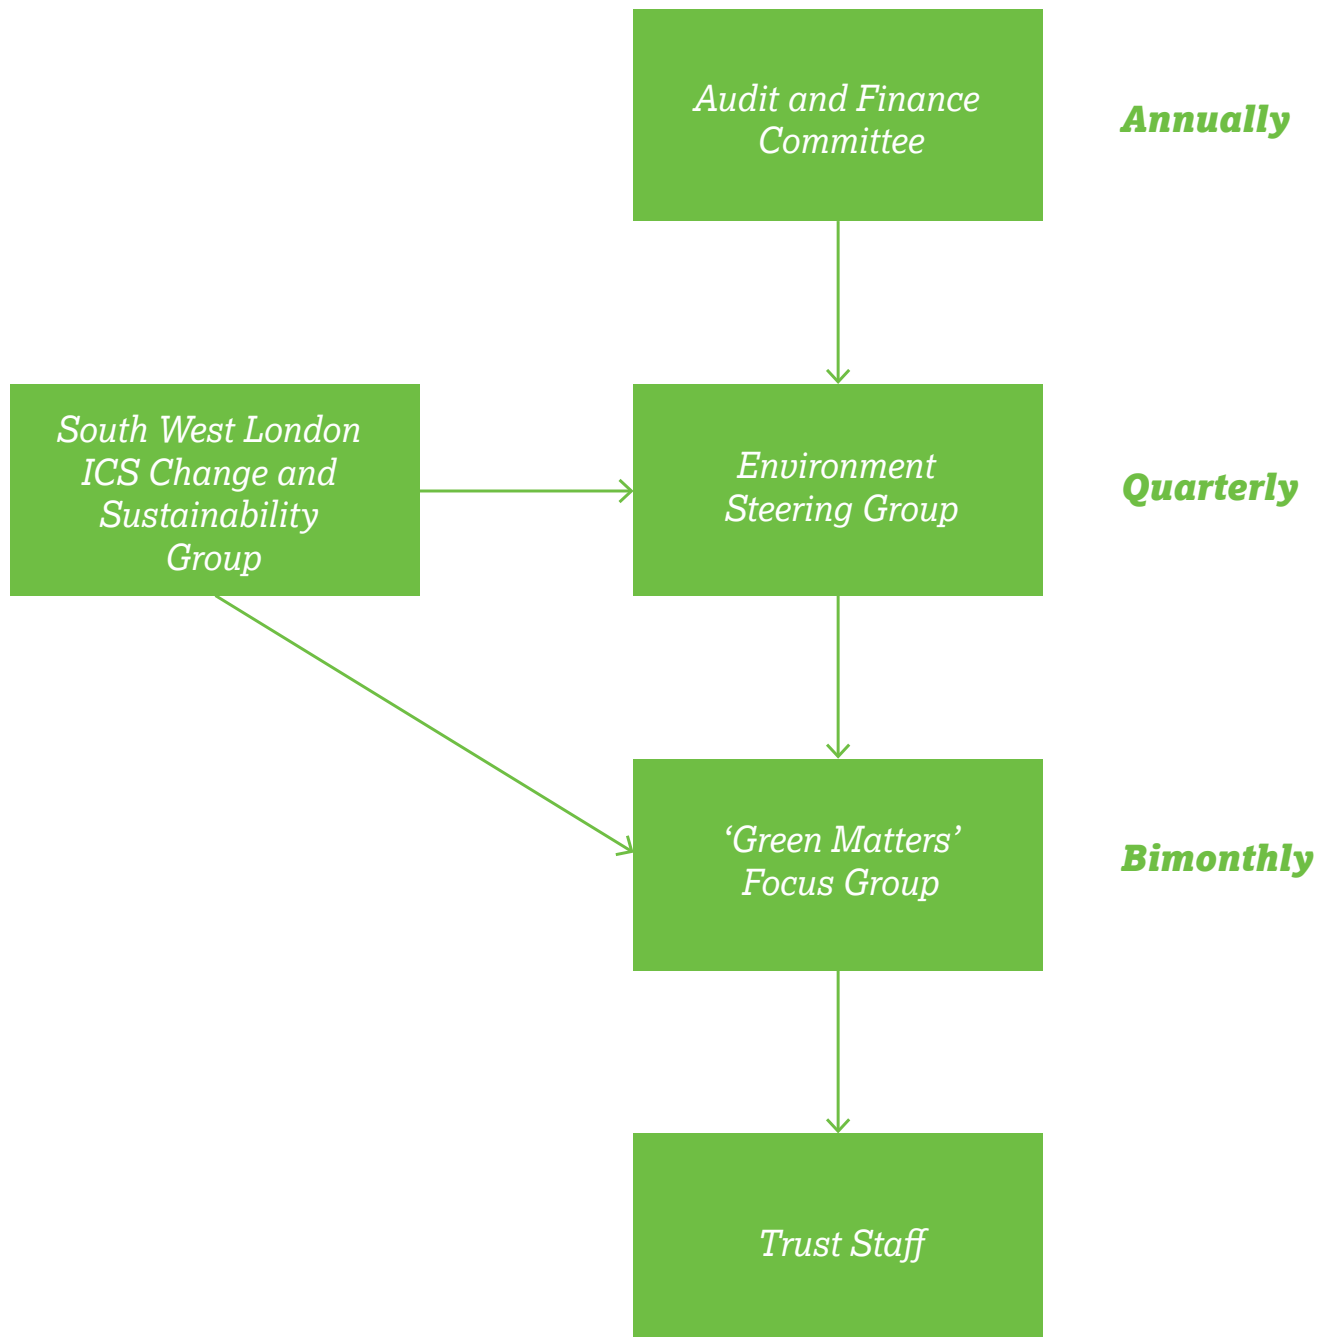 Audit and Finance
Committee
Annually
South West London
ICS Change and
Sustainability
Group
Environment
Steering Group
Quarterly
‘Green Matters’
Focus Group
Bimonthly
Trust Staff